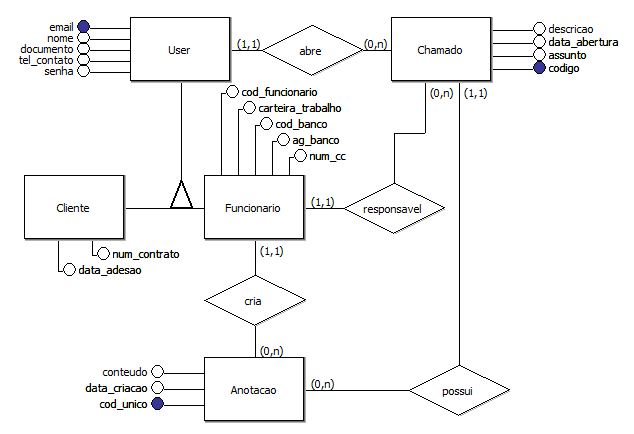 email
nome
documento
tel_contato
senha
User
(1,1)
abre
(0,n)
Chamado
descricao
data_abertura
assunto
codigo
(0,n)
(1,1)
cod_funcionario
carteira_trabalho
cod_banco
ag_banco
num_cc
Cliente
Funcionario
(1,1)
responsavel
num_contrato
data_adesao
(1,1)
cria
(0,n)
conteudo
data_criacao
cod_unico
Anotacao
(0,n)
possui